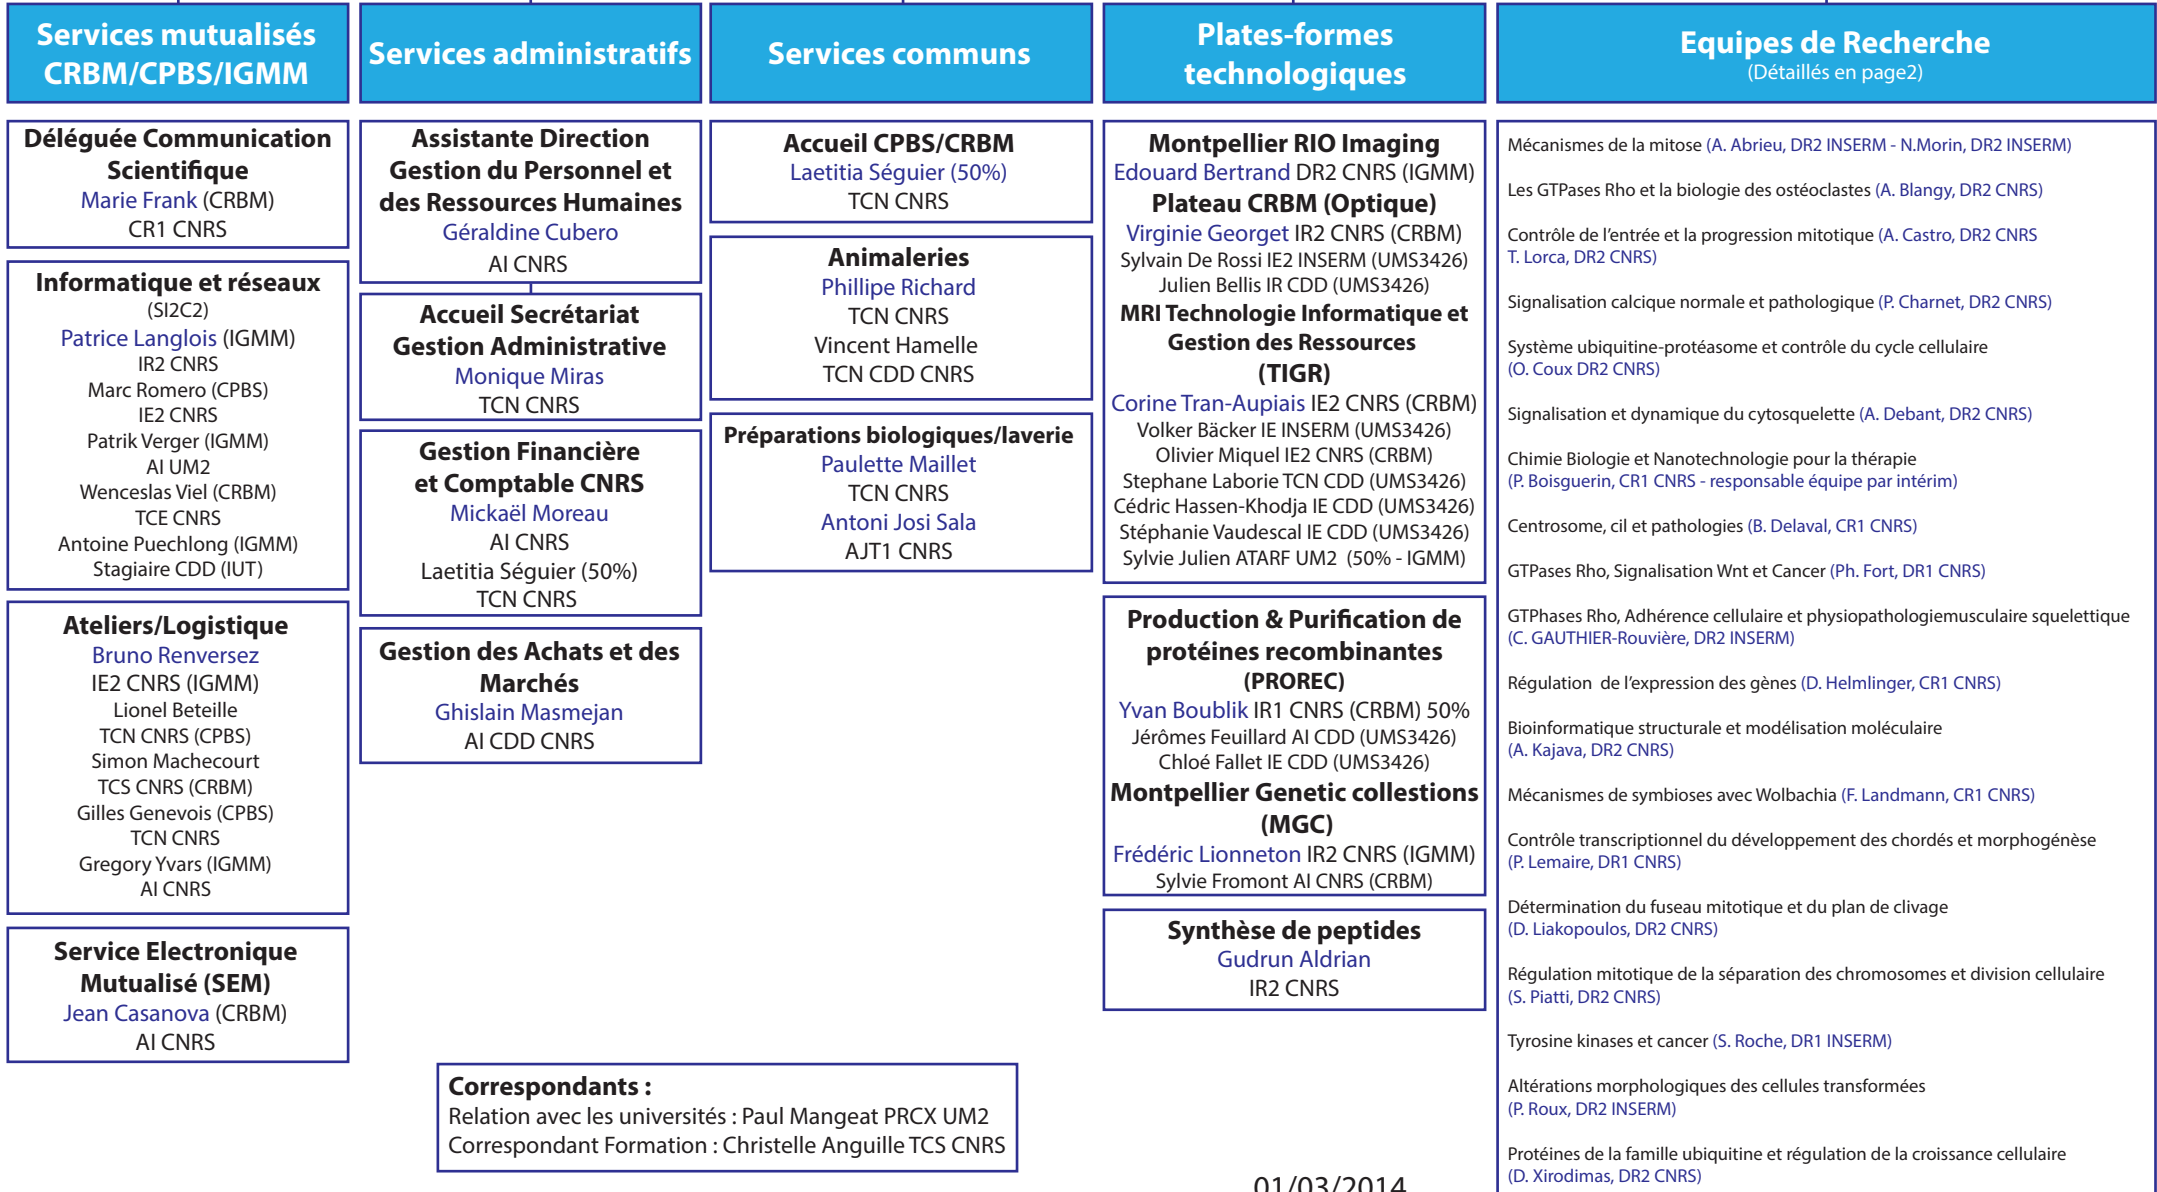 Services mutualisés
CRBM/CPBS/IGMM
Déléguée Communication
Scientifique
Marie Frank (CRBM)
CR1 CNRS
Informatique et réseaux
(SI2C2)
Patrice Langlois (IGMM)
IR2 CNRS
Marc Romero (CPBS)
IE2 CNRS
Patrik Verger (IGMM)
AI UM2
Wenceslas Viel (CRBM)
TCE CNRS
Antoine Puechlong (IGMM)
Stagiaire CDD (IUT)
Ateliers/Logistique
Bruno Renversez
IE2 CNRS (IGMM)
Lionel Beteille
TCN CNRS (CPBS)
Simon Machecourt
TCS CNRS (CRBM)
Gilles Genevois (CPBS)
TCN CNRS
Gregory Yvars (IGMM)
AI CNRS
Service Electronique
Mutualisé (SEM)
Jean Casanova (CRBM)
AI CNRS
Services administratifs
Assistante Direction
Gestion du Personnel et
des Ressources Humaines
Géraldine Cubero
AI CNRS
Accueil Secrétariat
Gestion Administrative
Monique Miras
TCN CNRS
Gestion Financière
et Comptable CNRS
Mickaël Moreau
AI CNRS
Laetitia Séguier (50%)
TCN CNRS
Gestion des Achats et des
Marchés
Ghislain Masmejan
AI CDD CNRS
Services communs
Accueil CPBS/CRBM
Laetitia Séguier (50%)
TCN CNRS
Animaleries
Phillipe Richard
TCN CNRS
Vincent Hamelle
TCN CDD CNRS
Préparations biologiques/laverie
Paulette Maillet
TCN CNRS
Antoni Josi Sala
AJT1 CNRS
Plates-formes
technologiques
Montpellier RIO Imaging
Edouard Bertrand DR2 CNRS (IGMM)
Plateau CRBM (Optique)
Virginie Georget IR2 CNRS (CRBM)
Sylvain De Rossi IE2 INSERM (UMS3426)
Julien Bellis IR CDD (UMS3426)
MRI Technologie Informatique et
Gestion des Ressources
(TIGR)
Corine Tran-Aupiais IE2 CNRS (CRBM)
Volker Bäcker IE INSERM (UMS3426)
Olivier Miquel IE2 CNRS (CRBM)
Stephane Laborie TCN CDD (UMS3426)
Cédric Hassen-Khodja IE CDD (UMS3426)
Stéphanie Vaudescal IE CDD (UMS3426)
Sylvie Julien ATARF UM2 (50% - IGMM)
Production & Purification de
protéines recombinantes
(PROREC)
Yvan Boublik IR1 CNRS (CRBM) 50%
Jérômes Feuillard AI CDD (UMS3426)
Chloé Fallet IE CDD (UMS3426)
Montpellier Genetic collestions
(MGC)
Frédéric Lionneton IR2 CNRS (IGMM)
Sylvie Fromont AI CNRS (CRBM)
Synthèse de peptides
Gudrun Aldrian
IR2 CNRS
Equipes de Recherche
(Détaillés en page2)
Mécanismes de la mitose (A. Abrieu, DR2 INSERM - N.Morin, DR2 INSERM)
Les GTPases Rho et la biologie des ostéoclastes (A. Blangy, DR2 CNRS)
Contrôle de l'entrée et la progression mitotique (A. Castro, DR2 CNRS
T. Lorca, DR2 CNRS)
Signalisation calcique normale et pathologique (P. Charnet, DR2 CNRS)
Système ubiquitine-protéasome et contrôle du cycle cellulaire
(O. Coux DR2 CNRS)
Signalisation et dynamique du cytosquelette (A. Debant, DR2 CNRS)
Chimie Biologie et Nanotechnologie pour la thérapie
(P. Boisguerin, CR1 CNRS - responsable équipe par intérim)
Centrosome, cil et pathologies (B. Delaval, CR1 CNRS)
GTPases Rho, Signalisation Wnt et Cancer (Ph. Fort, DR1 CNRS)
GTPhases Rho, Adhérence cellulaire et physiopathologiemusculaire squelettique
(C. GAUTHIER-Rouvière, DR2 INSERM)
Régulation de l'expression des gènes (D. Helmlinger, CR1 CNRS)
Bioinformatique structurale et modélisation moléculaire
(A. Kajava, DR2 CNRS)
Mécanismes de symbioses avec Wolbachia (F. Landmann, CR1 CNRS)
Contrôle transcriptionnel du développement des chordés et morphogénèse
(P. Lemaire, DR1 CNRS)
Détermination du fuseau mitotique et du plan de clivage
(D. Liakopoulos, DR2 CNRS)
Régulation mitotique de la séparation des chromosomes et division cellulaire
(S. Piatti, DR2 CNRS)
Tyrosine kinases et cancer (S. Roche, DR1 INSERM)
Altérations morphologiques des cellules transformées
(P. Roux, DR2 INSERM)
Protéines de la famille ubiquitine et régulation de la croissance cellulaire
(D. Xirodimas, DR2 CNRS)
Correspondants :
Relation avec les universités : Paul Mangeat PRCX UM2
Correspondant Formation : Christelle Anguille TCS CNRS
01/03/2014